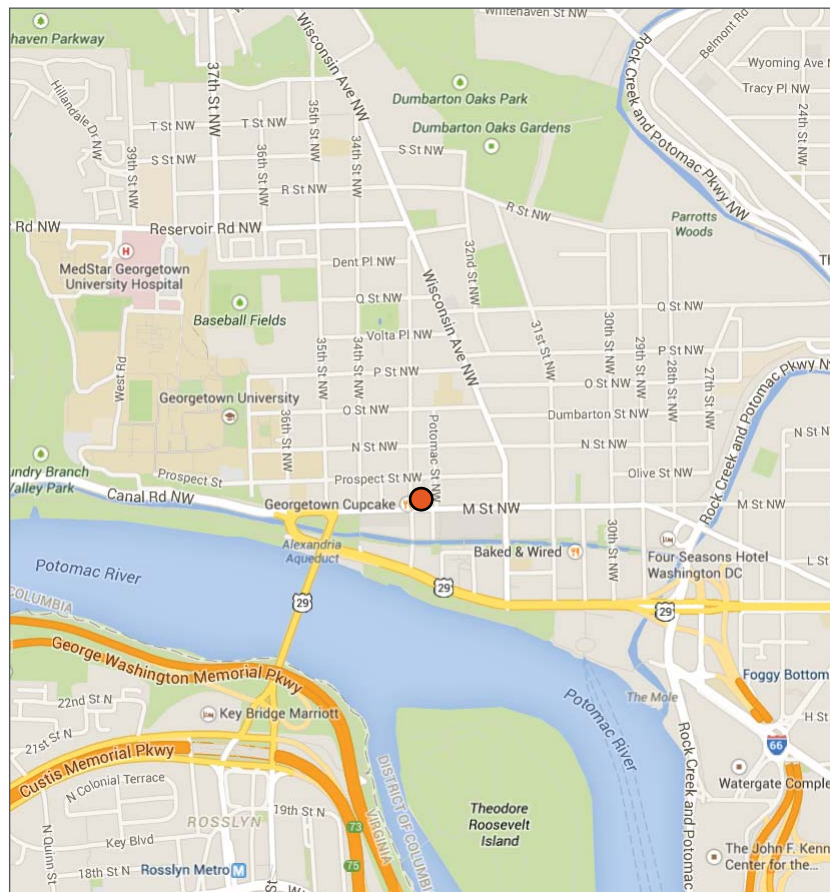 Whitehaven St NW
haven Parkway
Belmont Rd
Wyoming Ave N
Tracy Pl NW
24th St NW
37th St NW
Wisconsin Ave NW
Rock Creek and Potomac Pkwy NW
Hillandale Dr NW
Dumbarton Oaks Park
Dumbarton Oaks Gardens
T St NW
T St NW
35th St NW
34th St NW
39th St NW
36th St NW
S St NW
S St NW
R St NW
R St NW
Rd NW
Reservoir Rd NW
Parrotts
Woods
H
MedStar Georgetown
University Hospital
Dent Pl NW
32nd St NW
Th
Wisconsin Ave NW
Q St NW
Q St NW
Baseball Fields
Volta Pl NW
31st St NW
30th St NW
29th St NW
28th St NW
27th St NW
P St NW
P St NW
35th St NW
34th St NW
West Rd
Rock Creek and Potomac Pkwy N
Georgetown University
O St NW
O St NW
Dumbarton St NW
36th St NW
Potomac St NW
N St NW
N St NW
N St N
undry Branch
Valley Park
Prospect St
Prospect St NW
Olive St NW
Canal Rd NW
Georgetown Cupcake
M St NW
M St NW
30th St NW
Alexandria
Aqueduct
Baked & Wired
Four Seasons Hotel
Washington DC
L St
Potomac River
29
29
29
COLUMBIA
George Washington Memorial Pkwy
Foggy Bottom
22nd St N
Key Bridge Marriott
Potomac River
The Mole
H St
21st St N
Custis Memorial Pkwy
66
N Colonial Terrace
Rock Creek and Potomac
Watergate Comple
ROSSLYN
19th St N
DISTRICT OF COLUMBIA
VIRGINIA
Theodore
Roosevelt
Island
N Quinn St
Key Blvd
73
75
18th St N
Rosslyn Metro
M
The John F. Kenn
Center for the...